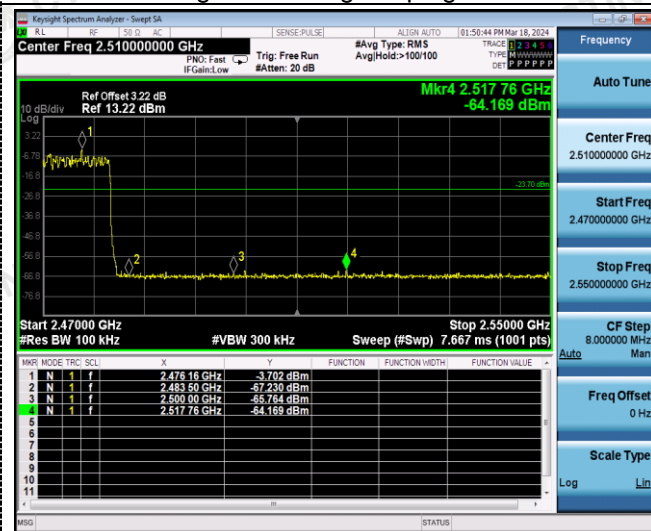 Keysight Spectrum Analyzer - Swept SA
RL RF 50 Ω AC SENSE:PULSE ALIGN AUTO 01:50:44 PM Mar 18, 2024
Center Freq 2.510000000 GHz
PNO: Fast
IFGain:Low
Trig: Free Run
#Atten: 20 dB
#Avg Type: RMS
Avg|Hold:>100/100
TRACE 1 2 3 4 5 6
TYPE M WWWWW
DET P P P P P P
Ref Offset 3.22 dB
10 dB/div Ref 13.22 dBm
Log
Mkr4 2.517 76 GHz
-64.169 dBm
3.22
-6.78
-16.8
-26.8
-36.8
-46.8
-56.8
-66.8
-76.8
1
2
3
4
-23.70 dBm
Start 2.47000 GHz Stop 2.55000 GHz
#Res BW 100 kHz #VBW 300 kHz Sweep (#Swp) 7.667 ms (1001 pts)
MKR MODE TRC SCL X Y FUNCTION FUNCTION WIDTH FUNCTION VALUE
1 N 1 f 2.476 16 GHz -3.702 dBm
2 N 1 f 2.483 50 GHz -67.230 dBm
3 N 1 f 2.500 00 GHz -65.764 dBm
4 N 1 f 2.517 76 GHz -64.169 dBm
5
6
7
8
9
10
11
MSG STATUS
Frequency
Auto Tune
Center Freq
2.510000000 GHz
Start Freq
2.470000000 GHz
Stop Freq
2.550000000 GHz
CF Step
8.000000 MHz
Auto Man
Freq Offset
0 Hz
Scale Type
Log Lin